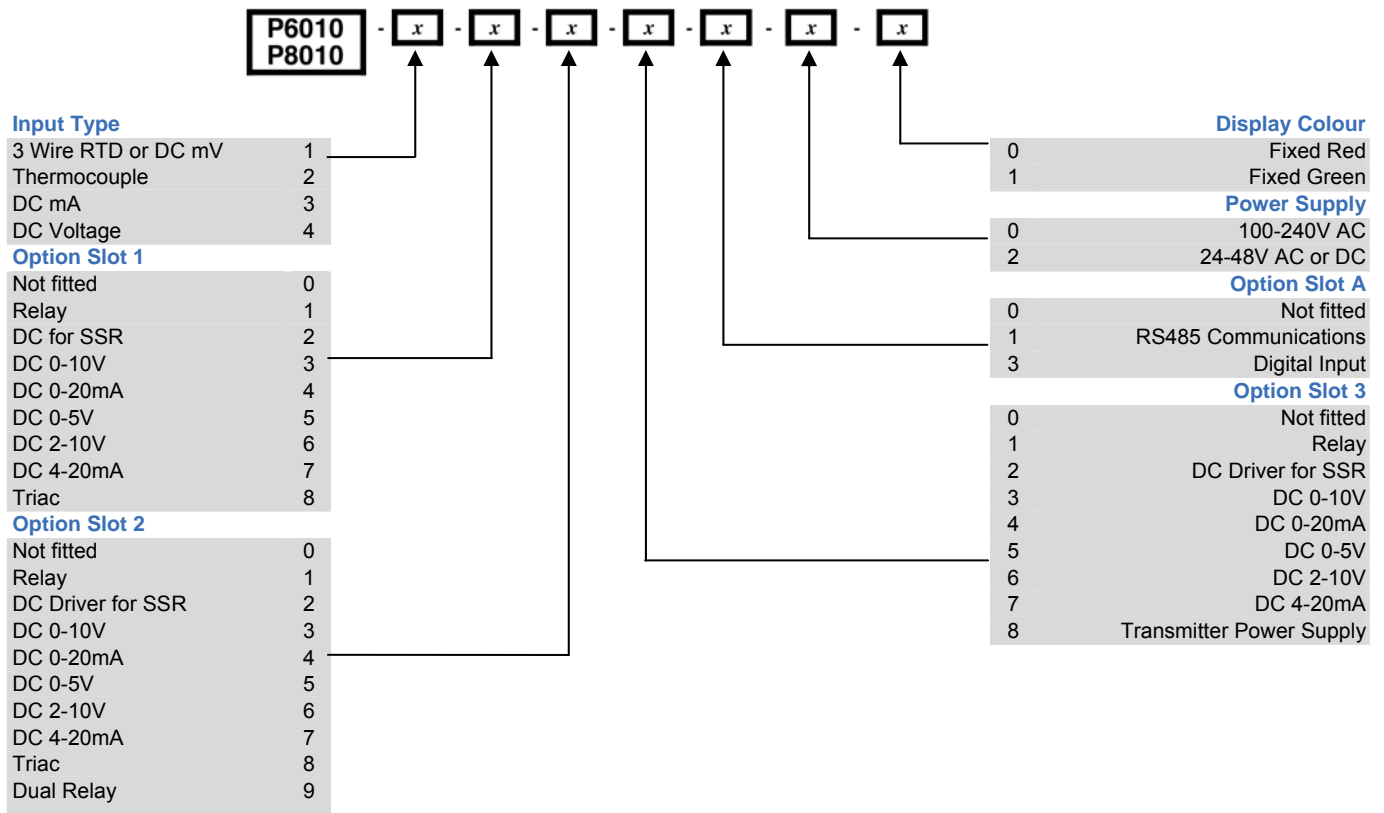 P6010 - x - x - x - x - x - x - x
P8010
Input Type
3 Wire RTD or DC mV 1
Thermocouple 2
DC mA 3
DC Voltage 4
Option Slot 1
Not fitted 0
Relay 1
DC for SSR 2
DC 0-10V 3
DC 0-20mA 4
DC 0-5V 5
DC 2-10V 6
DC 4-20mA 7
Triac 8
Option Slot 2
Not fitted 0
Relay 1
DC Driver for SSR 2
DC 0-10V 3
DC 0-20mA 4
DC 0-5V 5
DC 2-10V 6
DC 4-20mA 7
Triac 8
Dual Relay 9
Display Colour
0 Fixed Red
1 Fixed Green
Power Supply
0 100-240V AC
2 24-48V AC or DC
Option Slot A
0 Not fitted
1 RS485 Communications
3 Digital Input
Option Slot 3
0 Not fitted
1 Relay
2 DC Driver for SSR
3 DC 0-10V
4 DC 0-20mA
5 DC 0-5V
6 DC 2-10V
7 DC 4-20mA
8 Transmitter Power Supply